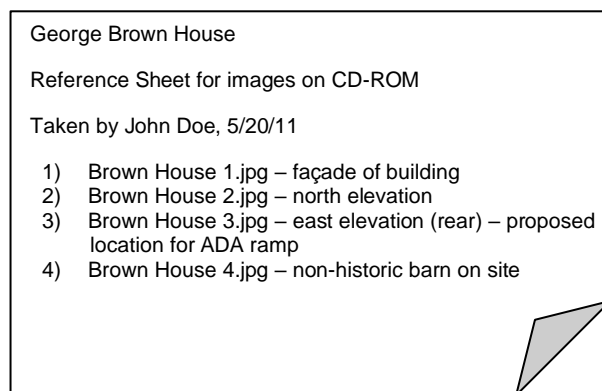 George Brown House
Reference Sheet for images on CD-ROM
Taken by John Doe, 5/20/11
1) Brown House 1.jpg – façade of building
2) Brown House 2.jpg – north elevation
3) Brown House 3.jpg – east elevation (rear) – proposed
location for ADA ramp
4) Brown House 4.jpg – non-historic barn on site